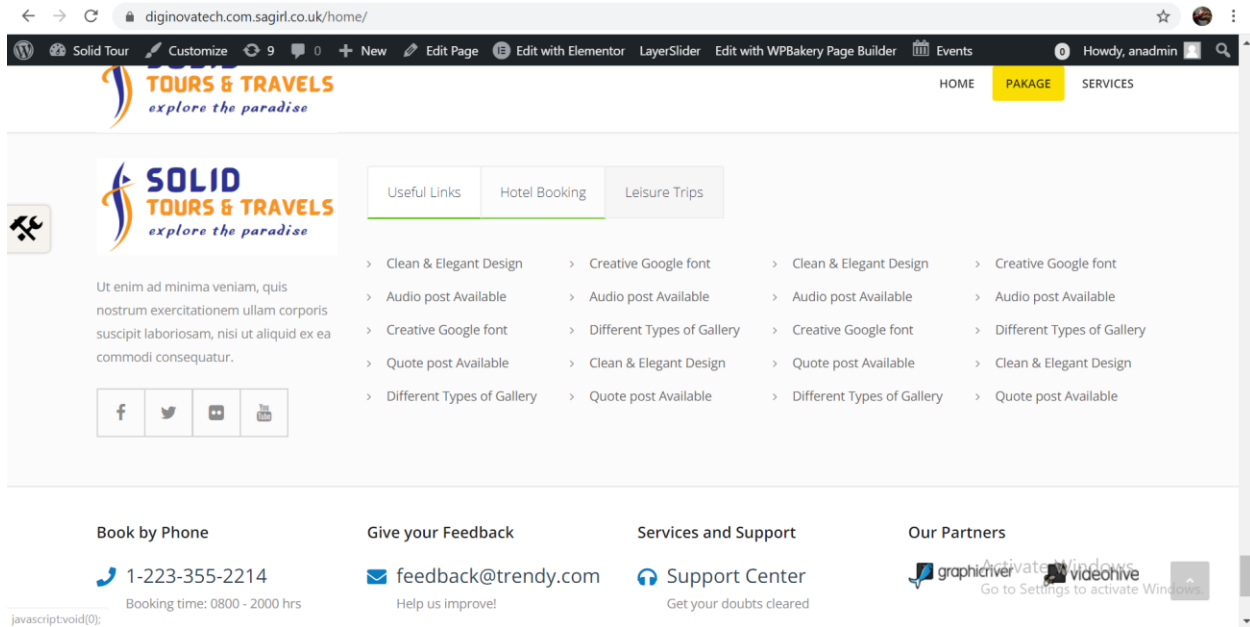 diginovatech.com.sagirl.co.uk/home/
Solid Tour Customize 9 0 New Edit Page Edit with Elementor LayerSlider Edit with WPBakery Page Builder Events 0 Howdy, anadmin
SOLID
TOURS & TRAVELS
explore the paradise
HOME PAKAGE SERVICES
SOLID
TOURS & TRAVELS
explore the paradise
Useful Links Hotel Booking Leisure Trips
Ut enim ad minima veniam, quis
nostrum exercitationem ullam corporis
suscipit laboriosam, nisi ut aliquid ex ea
commodi consequatur.
You Tube
Clean & Elegant Design Creative Google font Clean & Elegant Design Creative Google font
Audio post Available Audio post Available Audio post Available Audio post Available
Creative Google font Different Types of Gallery Creative Google font Different Types of Gallery
Quote post Available Clean & Elegant Design Quote post Available Clean & Elegant Design
Different Types of Gallery Quote post Available Different Types of Gallery Quote post Available
Book by Phone
1-223-355-2214
Booking time: 0800 - 2000 hrs
Give your Feedback
feedback@trendy.com
Help us improve!
Services and Support
Support Center
Get your doubts cleared
Our Partners
graphicriver videohive
Activate Windows
Go to Settings to activate Windows.
javascript:void(0);